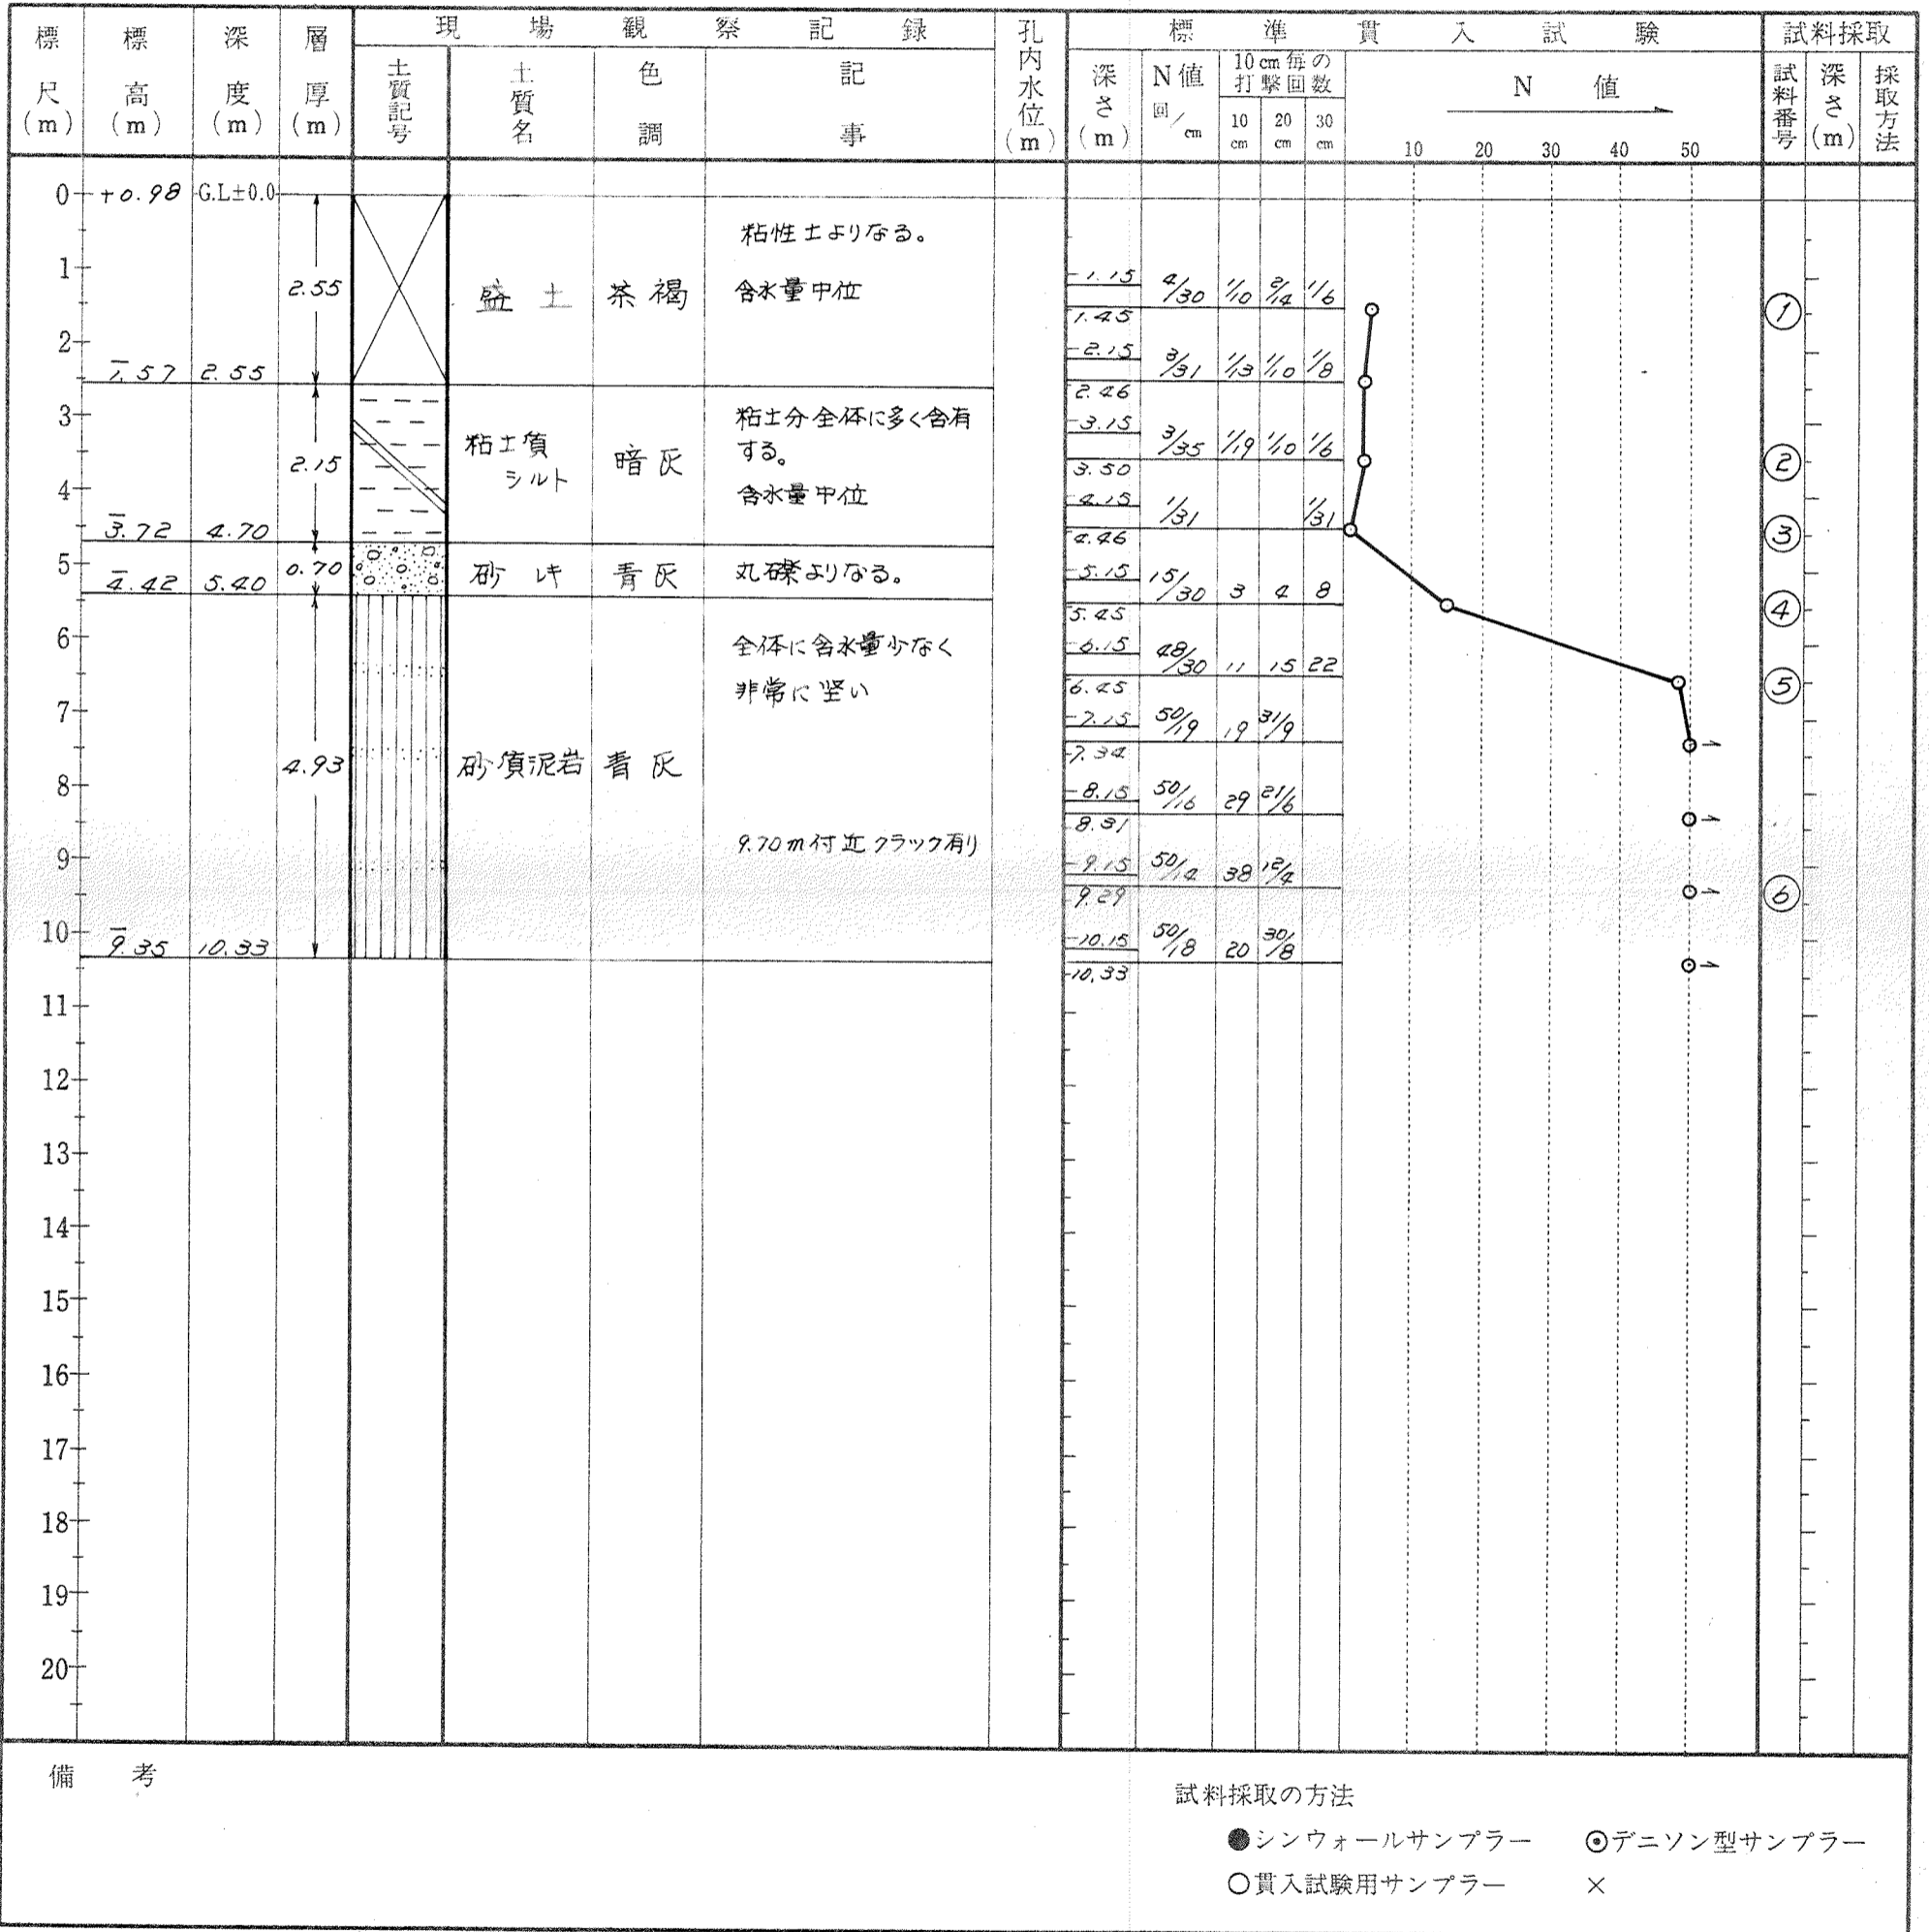 標尺(m) 標高(m) 深度(m) 層厚(m) 現場観察記録 孔内水位(m) 標準貫入試験 試料採取
土質記号 土質名 色調 記事 深さ(m) N値 回/cm 10cm毎の打撃回数 N値 試料番号 深さ(m) 採取方法
10cm 20cm 30cm 10 20 30 40 50
0 +0.98 G.L±0.0
粘性土よりなる。
1 2.55 盛土 茶褐 含水量中位 -1.15 4/30 1/10 2/14 1/6 ①
1.45
2 -2.15 3/31 1/13 1/10 1/8
-1.57 2.55
2.46
3 粘土分全体に多く含有 -3.15 3/35 1/19 1/10 1/6
2.15 粘土質 暗灰 する。 ②
シルト 3.50
4 含水量中位 -4.15 1/31 1/31
-3.72 4.70 ③
4.46
5 0.70 砂レキ 青灰 丸礫よりなる。 -5.15 15/30 3 4 8
-4.42 5.40 ④
5.45
6 全体に含水量少なく -6.15 48/30 11 15 22
非常に堅い 6.45 ⑤
7 -7.15 50/19 19 31/9
7.34
4.93 砂質泥岩 青灰
8 -8.15 50/16 29 21/6
8.31
9.70m付近クラック有り
9 -9.15 50/14 38 12/4
9.29 ⑥
10 -10.15 50/18 20 30/8
-9.35 10.33
-10.33
11
12
13
14
15
16
17
18
19
20
備考
試料採取の方法
●シンウォールサンプラー ⊙デニソン型サンプラー
○貫入試験用サンプラー ×